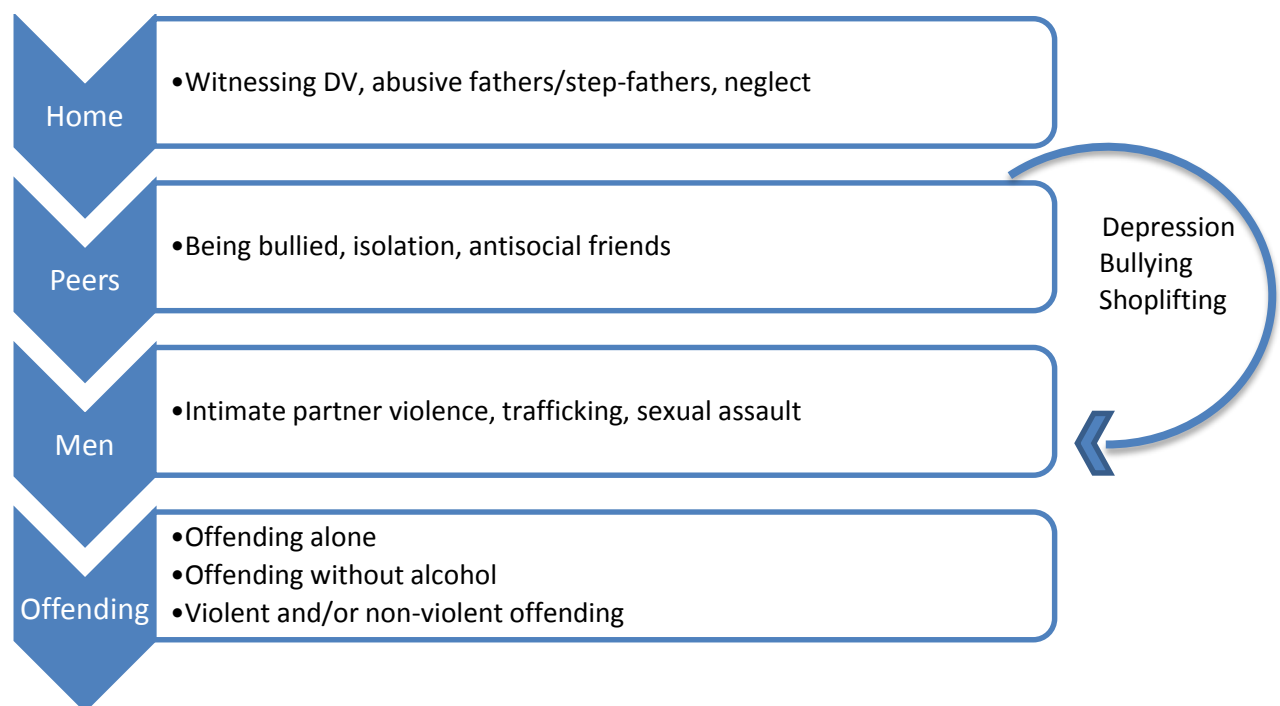 Home
•Witnessing DV, abusive fathers/step-fathers, neglect
Peers
•Being bullied, isolation, antisocial friends
Depression
Bullying
Shoplifting
Men
•Intimate partner violence, trafficking, sexual assault
Offending
•Offending alone
•Offending without alcohol
•Violent and/or non-violent offending